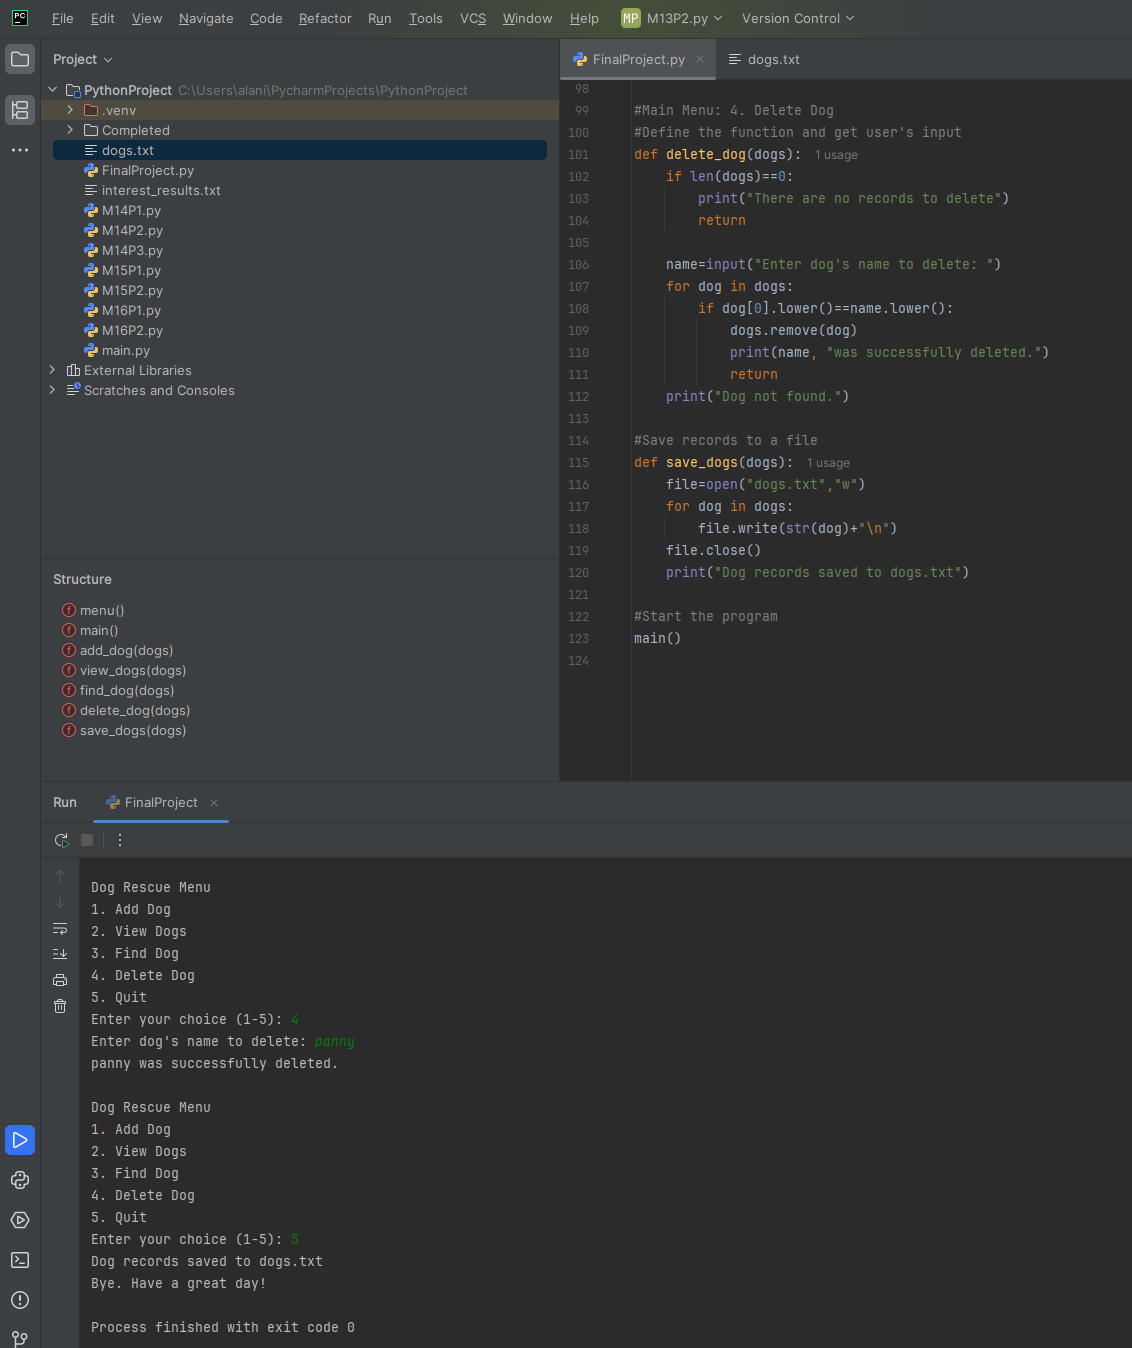 PC
File Edit View Navigate Code Refactor Run Tools VCS Window Help MP M13P2.py Version Control
Project
PythonProject C:\Users\alani\PycharmProjects\PythonProject
.venv
Completed
dogs.txt
FinalProject.py
interest_results.txt
M14P1.py
M14P2.py
M14P3.py
M15P1.py
M15P2.py
M16P1.py
M16P2.py
main.py
External Libraries
Scratches and Consoles
Structure
menu()
main()
add_dog(dogs)
view_dogs(dogs)
find_dog(dogs)
delete_dog(dogs)
save_dogs(dogs)
FinalProject.py dogs.txt
98
99 #Main Menu: 4. Delete Dog
100 #Define the function and get user's input
101 def delete_dog(dogs): 1 usage
102 if len(dogs)==0:
103 print("There are no records to delete")
104 return
105
106 name=input("Enter dog's name to delete: ")
107 for dog in dogs:
108 if dog[0].lower()==name.lower():
109 dogs.remove(dog)
110 print(name, "was successfully deleted.")
111 return
112 print("Dog not found.")
113
114 #Save records to a file
115 def save_dogs(dogs): 1 usage
116 file=open("dogs.txt","w")
117 for dog in dogs:
118 file.write(str(dog)+"\n")
119 file.close()
120 print("Dog records saved to dogs.txt")
121
122 #Start the program
123 main()
124
Run FinalProject
Dog Rescue Menu
1. Add Dog
2. View Dogs
3. Find Dog
4. Delete Dog
5. Quit
Enter your choice (1-5): 4
Enter dog's name to delete: panny
panny was successfully deleted.
Dog Rescue Menu
1. Add Dog
2. View Dogs
3. Find Dog
4. Delete Dog
5. Quit
Enter your choice (1-5): 5
Dog records saved to dogs.txt
Bye. Have a great day!
Process finished with exit code 0